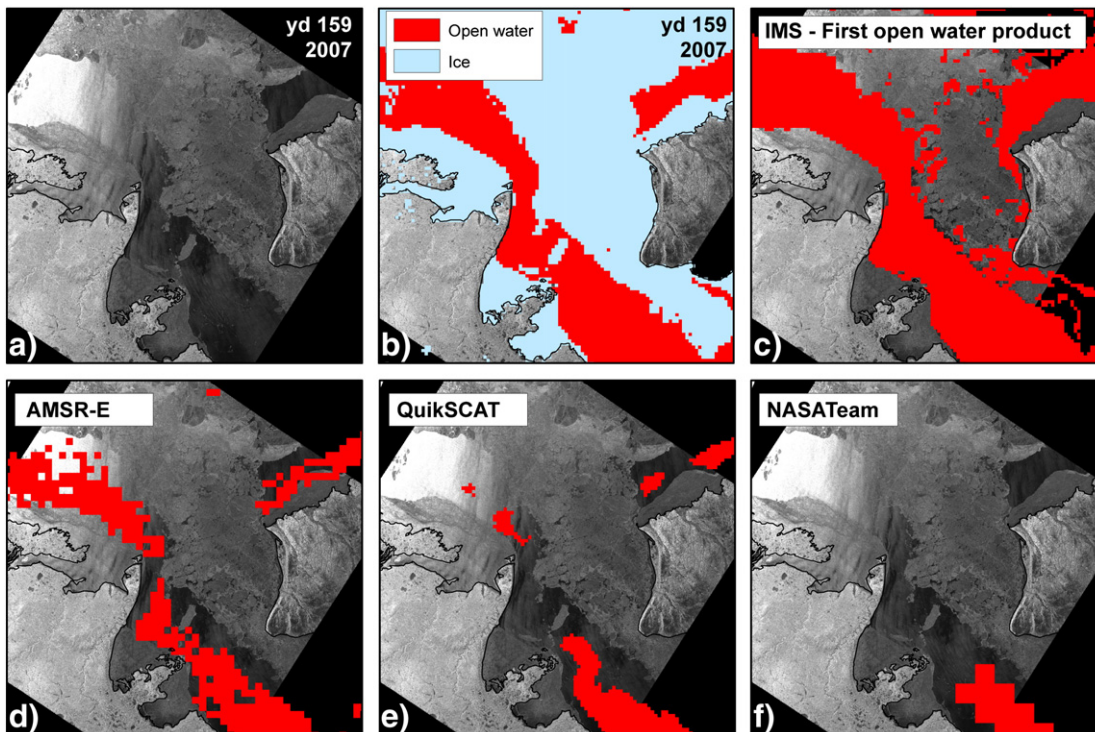 yd 159
2007
a)
Open water
Ice
yd 159
2007
b)
IMS - First open water product
c)
AMSR-E
d)
QuikSCAT
e)
NASATeam
f)